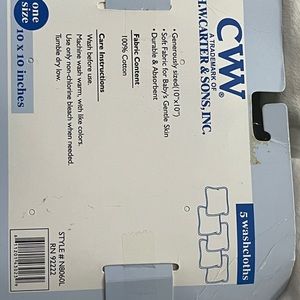 CWW®
A TRADEMARK OF
H.W. CARTER & SONS, INC.
• Generously sized (10"x10")
• Soft Fabric for Baby's Gentle Skin
• Durable & Absorbent
Fabric Content
100% Cotton
Care Instructions
Wash before use.
Machine wash warm, with like colors.
Use only non-chlorine bleach when needed.
Tumble dry low.
5 washcloths
one
size
10 x 10 inches
STYLE # N8060L
RN 92222